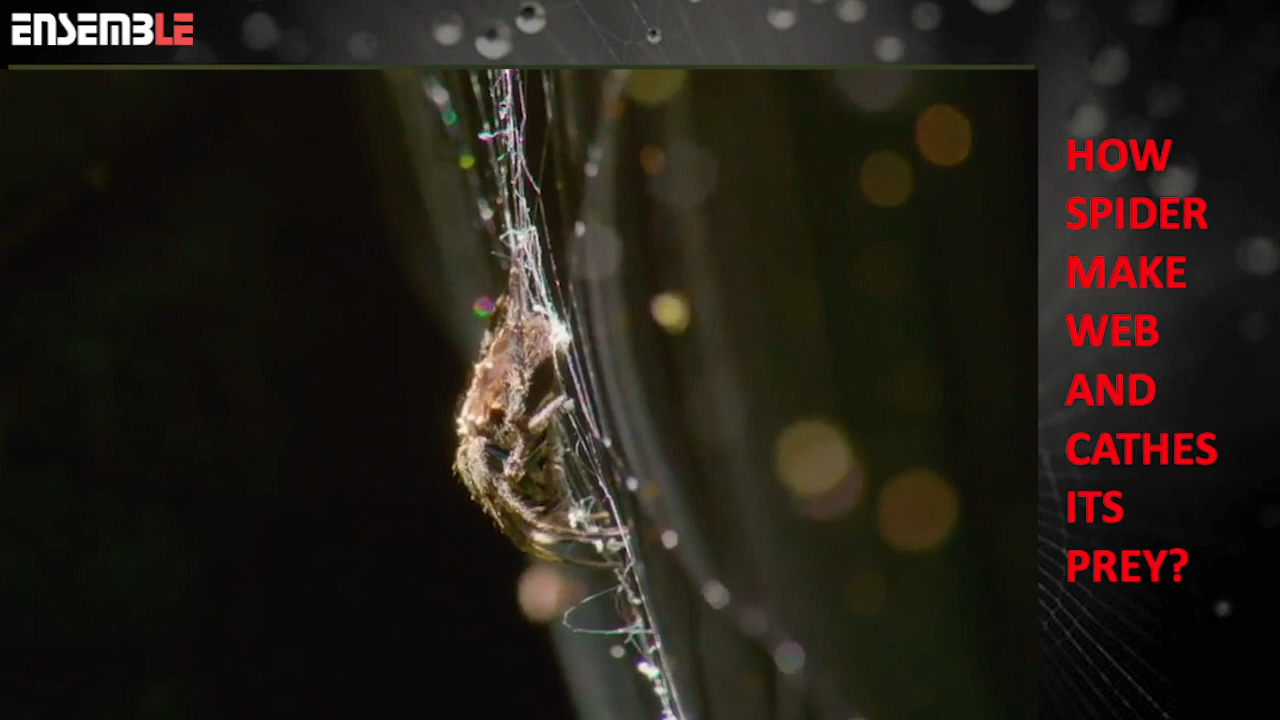 ENSEMBLE
HOW
SPIDER
MAKE
WEB
AND
CATHES
ITS
PREY?